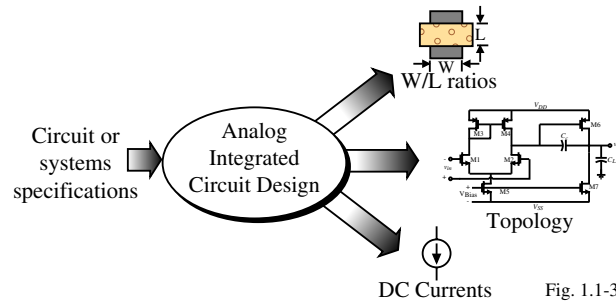 L
W
W/L ratios
Circuit or
systems
specifications
Analog
Integrated
Circuit Design
VDD
M3
M4
M6
Cc
M1
M2
vin
-
+
CL
+
VBias
-
M5
M7
VSS
Topology
DC Currents
Fig. 1.1-3